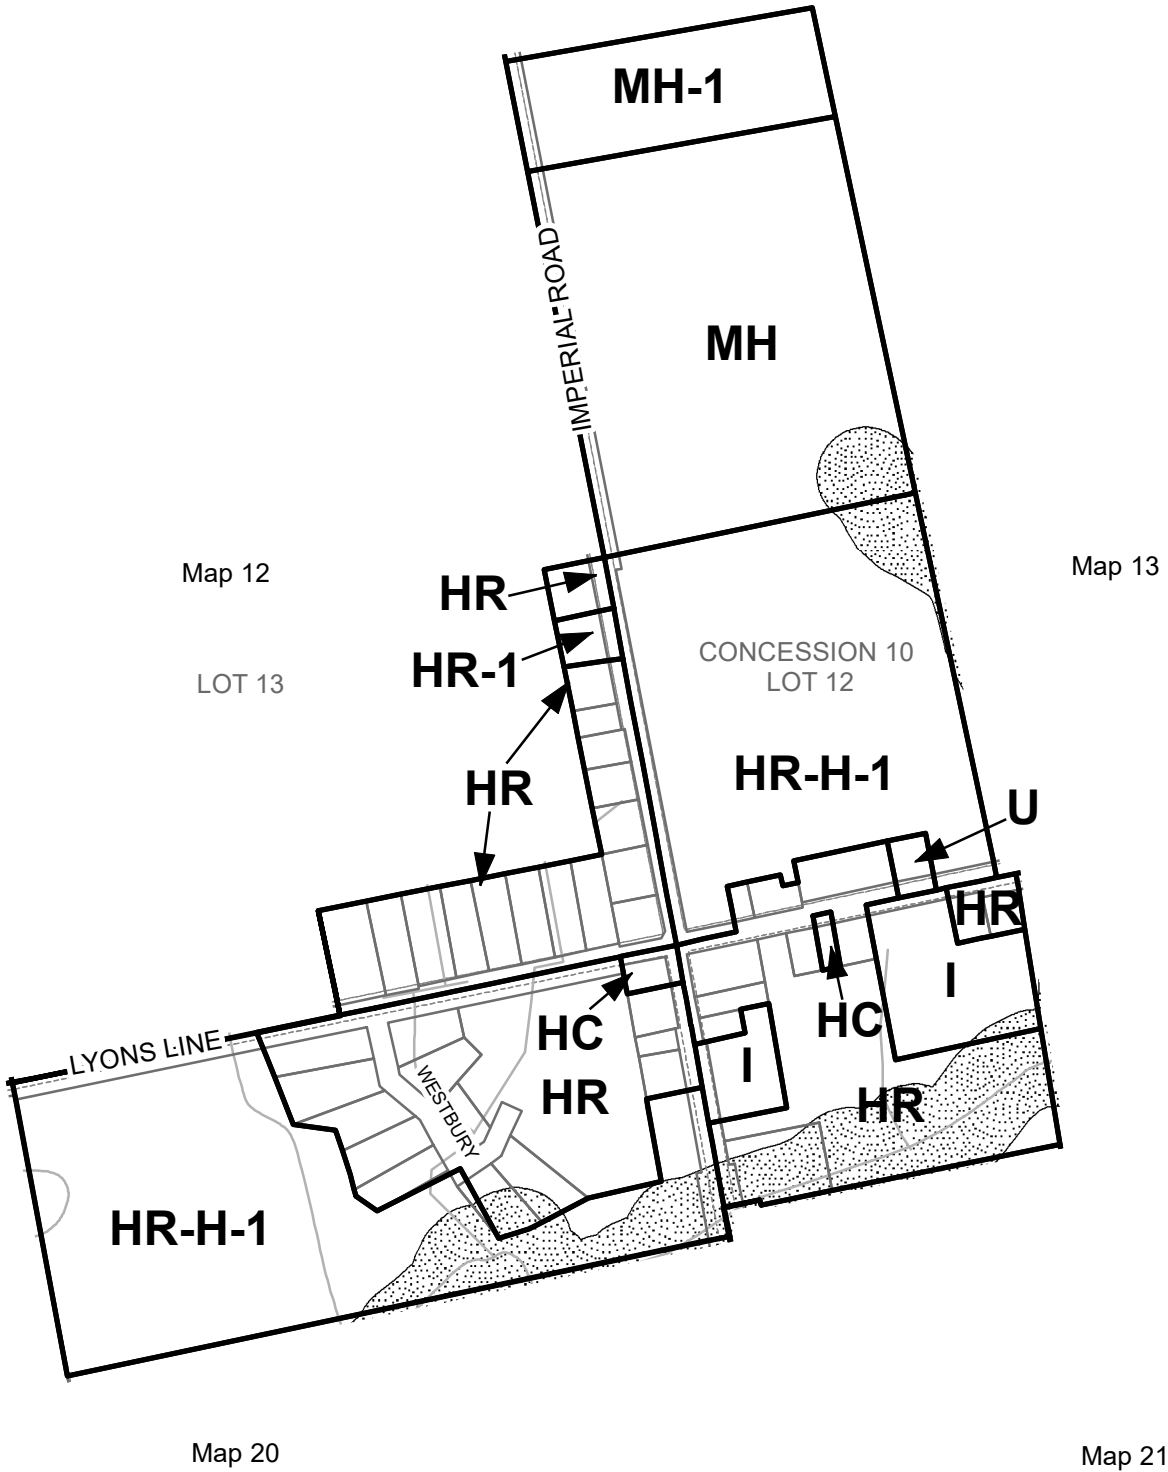 MH-1
IMPERIAL ROAD
MH
Map 12
Map 13
HR
HR-1
CONCESSION 10
LOT 12
LOT 13
HR-H-1
HR
U
HR
I
HC
HC
LYONS LINE
I
WESTBURY
HR
HR
HR-H-1
Map 20
Map 21